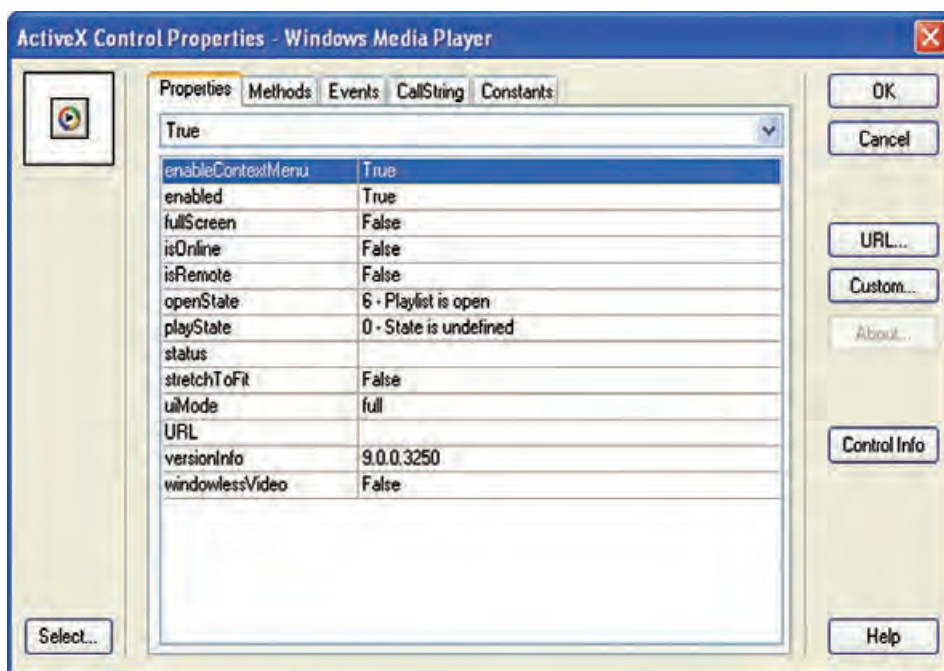 ActiveX Control Properties - Windows Media Player
Properties Methods Events CallString Constants
True
enableContextMenu True
enabled True
fullScreen False
isOnline False
isRemote False
openState 6 - Playlist is open
playState 0 - State is undefined
status
stretchToFit False
uiMode full
URL
versionInfo 9.0.0.3250
windowlessVideo False
Select...
OK
Cancel
URL...
Custom...
About...
Control Info
Help